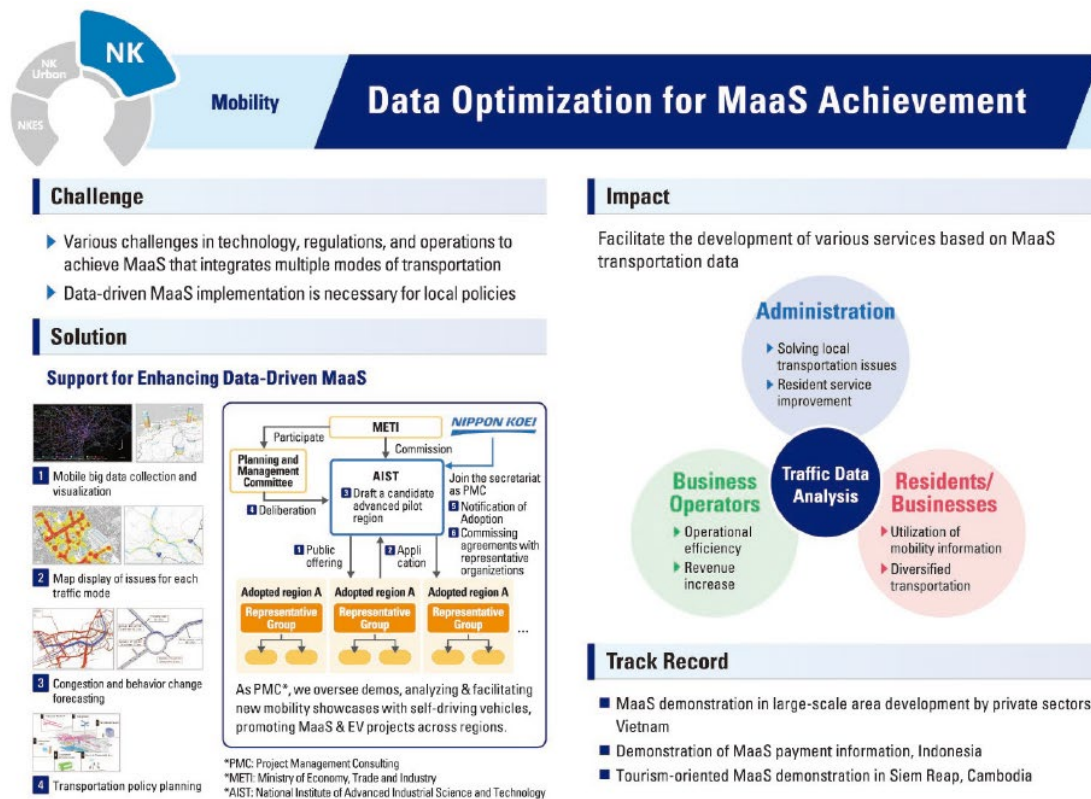 NK
NK
Urban
NKES
Mobility
Data Optimization for MaaS Achievement
Challenge
Various challenges in technology, regulations, and operations to
achieve MaaS that integrates multiple modes of transportation
Data-driven MaaS implementation is necessary for local policies
Solution
Support for Enhancing Data-Driven MaaS
1 Mobile big data collection and
visualization
2 Map display of issues for each
traffic mode
3 Congestion and behavior change
forecasting
4 Transportation policy planning
METI
NIPPON KOEI
Participate
Commission
Planning and
Management
Committee
AIST
3 Draft a candidate
advanced pilot
region
4 Deliberation
Join the secretariat
as PMC
5 Notification of
Adoption
6 Commissing
agreements with
representative
organizetions
1 Public
offering
2 Appli
cation
Adopted region A
Adopted region A
Adopted region A
Representative
Group
Representative
Group
Representative
Group
...
As PMC*, we oversee demos, analyzing & facilitating
new mobility showcases with self-driving vehicles,
promoting MaaS & EV projects across regions.
*PMC: Project Management Consulting
*METI: Ministry of Economy, Trade and Industry
*AIST: National Institute of Advanced Industrial Science and Technology
Impact
Facilitate the development of various services based on MaaS
transportation data
Administration
Solving local
transportation issues
Resident service
improvement
Traffic Data
Analysis
Business
Operators
Operational
efficiency
Revenue
increase
Residents/
Businesses
Utilization of
mobility information
Diversified
transportation
Track Record
MaaS demonstration in large-scale area development by private sectors
Vietnam
Demonstration of MaaS payment information, Indonesia
Tourism-oriented MaaS demonstration in Siem Reap, Cambodia